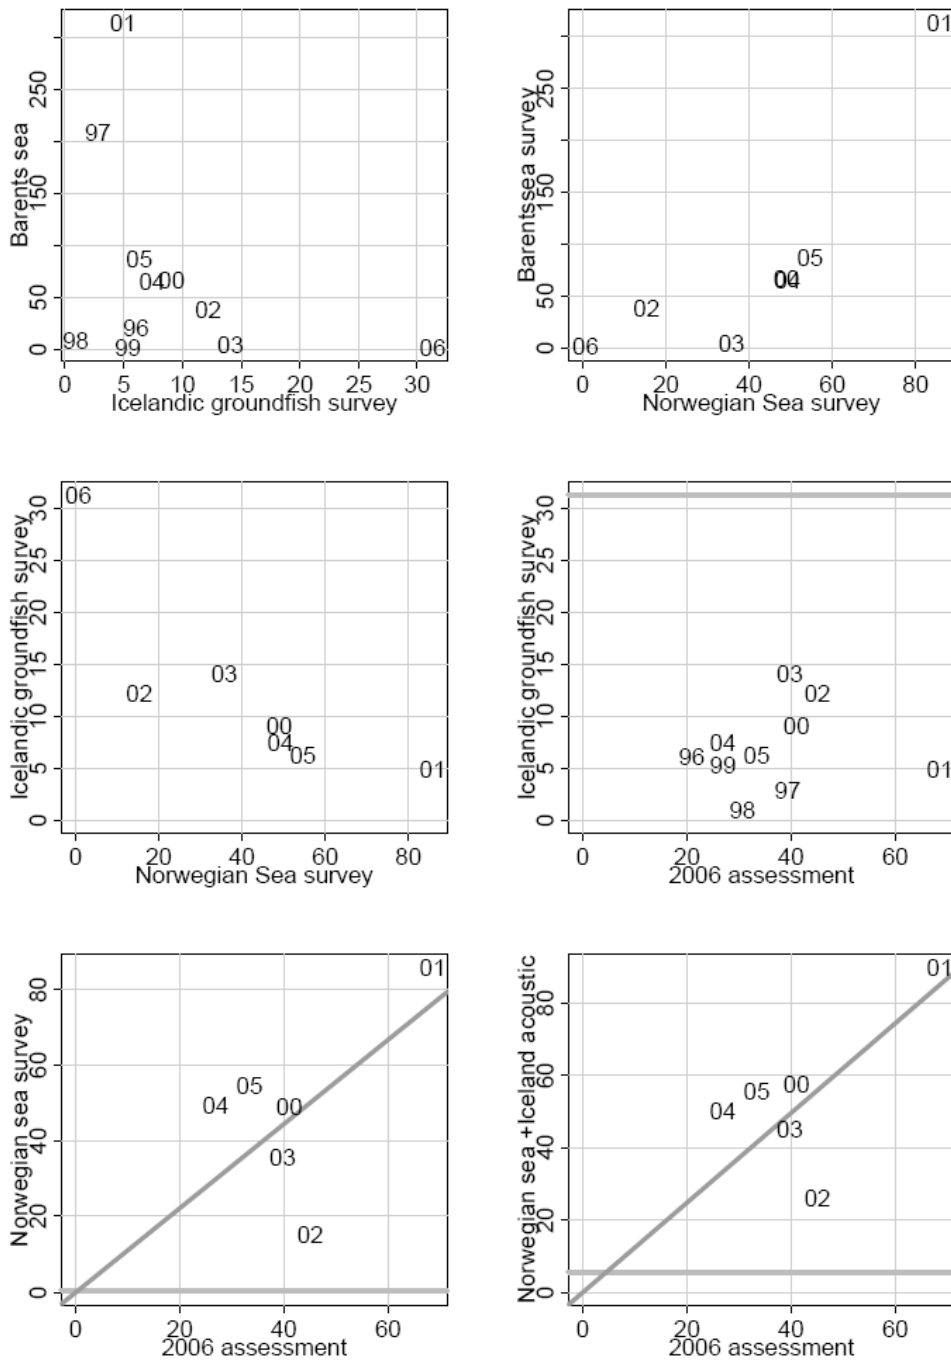 01
97
05
04 00
02
96
98 99 03 06
0 50 150 250
Barents sea
0 5 10 15 20 25 30
Icelandic groundfish survey
01
05
00
04
02
06 03
0 50 150 250
Barentssea survey
0 20 40 60 80
Norwegian Sea survey
06
03
02
00
04
05
01
0 5 10 15 20 25 30
Icelandic groundfish survey
0 20 40 60 80
Norwegian Sea survey
03
02
00
04
96 05
99 01
97
98
0 5 10 15 20 25 30
Icelandic groundfish survey
0 20 40 60
2006 assessment
01
05
04 00
03
02
0 20 40 60 80
Norwegian sea survey
0 20 40 60
2006 assessment
01
00
05
04
03
02
0 20 40 60 80
Norwegian sea +Iceland acoustic
0 20 40 60
2006 assessment